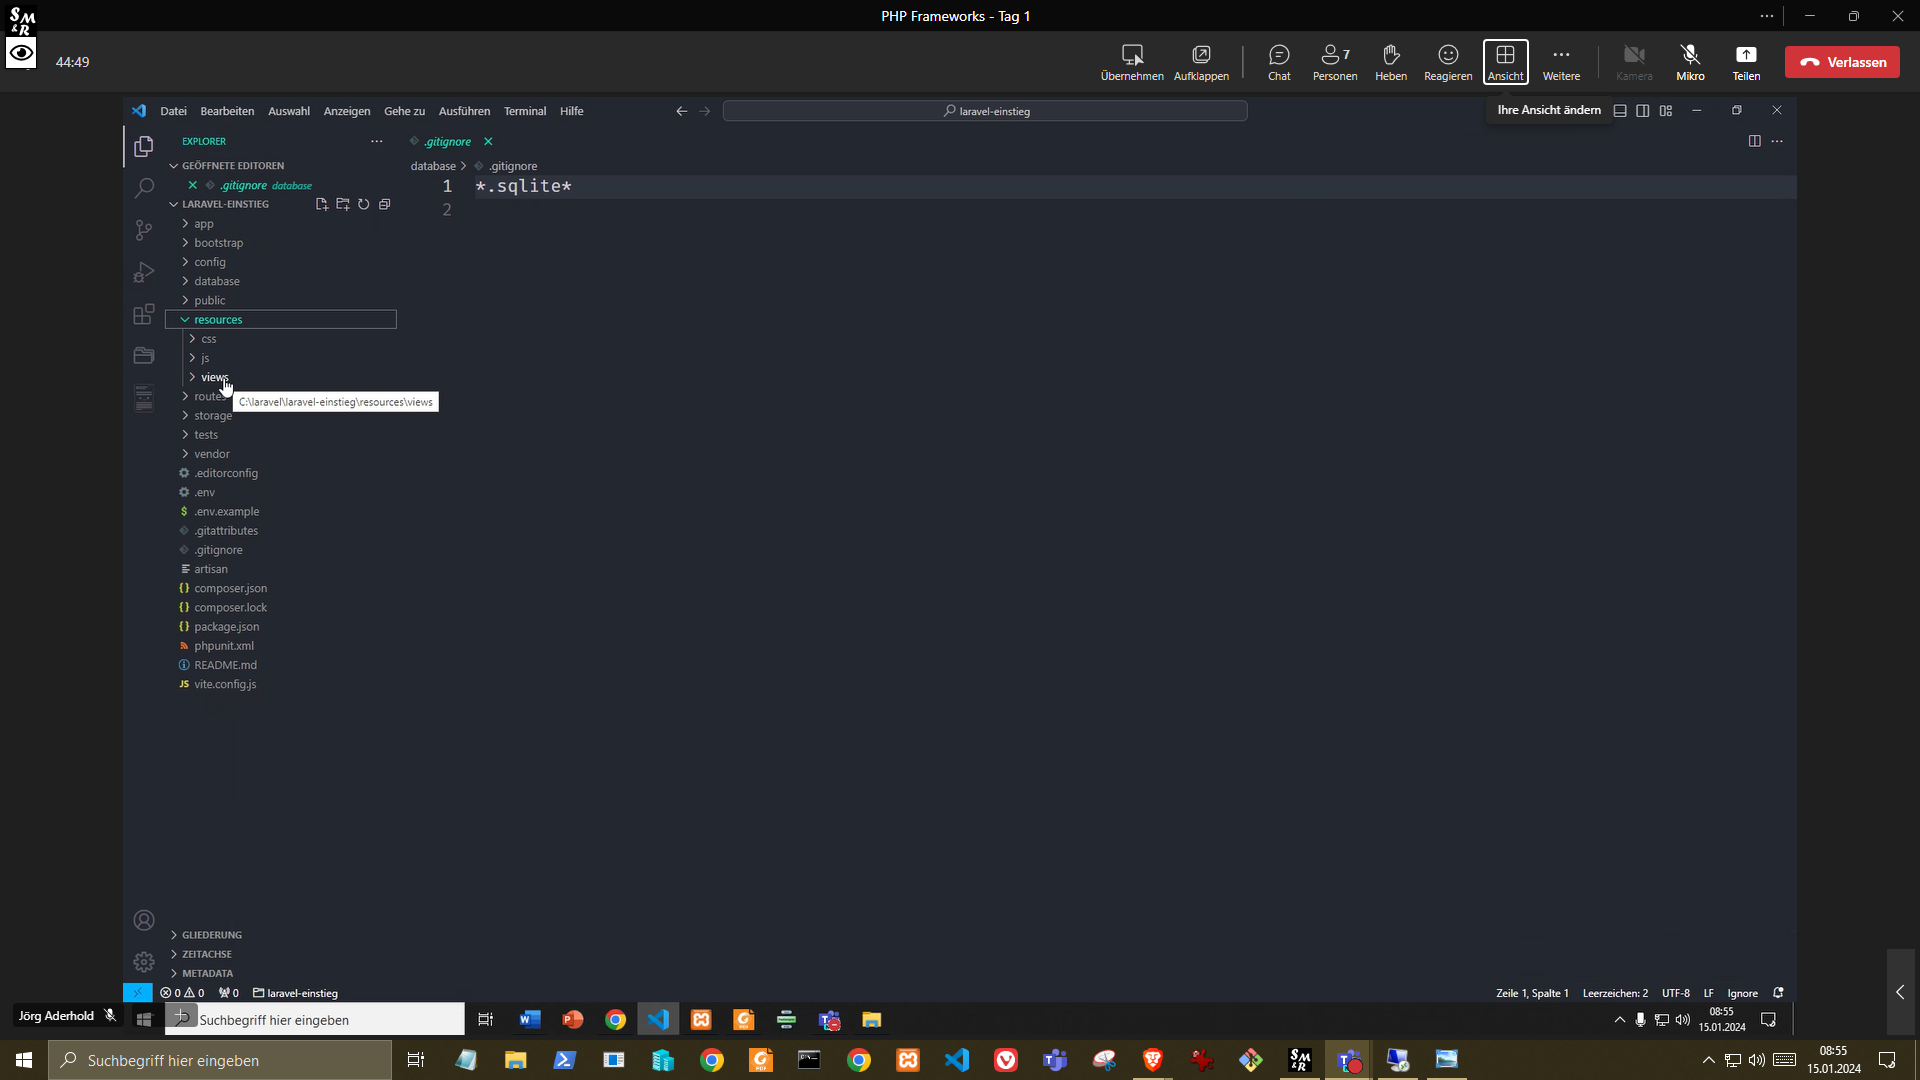 S M & R
PHP Frameworks - Tag 1
44:49
Übernehmen
Aufklappen
Chat
7
Personen
Heben
Reagieren
Ansicht
Weitere
Kamera
Mikro
Teilen
Verlassen
Datei Bearbeiten Auswahl Anzeigen Gehe zu Ausführen Terminal Hilfe
laravel-einstieg
Ihre Ansicht ändern
EXPLORER
.gitignore
GEÖFFNETE EDITOREN
database > .gitignore
.gitignore database
1 *.sqlite*
LARAVEL-EINSTIEG
2
app
bootstrap
config
database
public
resources
css
js
views
routes
C:\laravel\laravel-einstieg\resources\views
storage
tests
vendor
.editorconfig
.env
$ .env.example
.gitattributes
.gitignore
artisan
{} composer.json
{} composer.lock
{} package.json
phpunit.xml
README.md
JS vite.config.js
GLIEDERUNG
ZEITACHSE
METADATA
0 0 0 laravel-einstieg
Zeile 1, Spalte 1 Leerzeichen: 2 UTF-8 LF Ignore
Jörg Aderhold
Suchbegriff hier eingeben
08:55
15.01.2024
Suchbegriff hier eingeben
08:55
15.01.2024